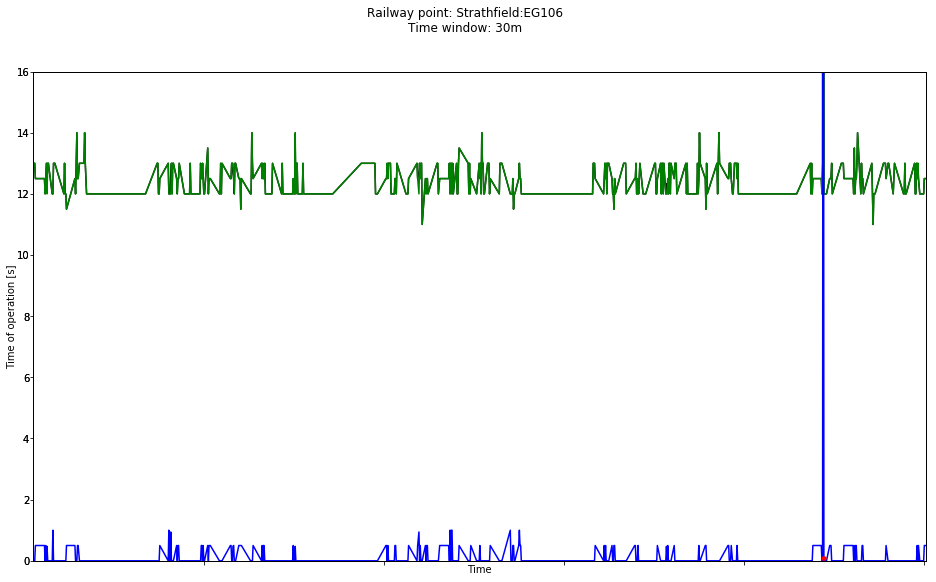 Railway point: Strathfield:EG106
Time window: 30m
16
14
12
10
8
6
4
2
0
Time of operation [s]
Time